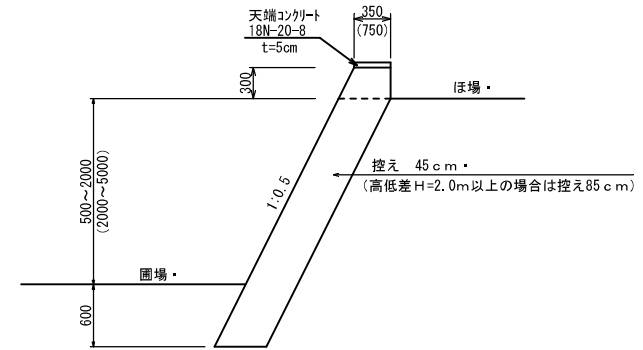 天端コンクリート
18N-20-8
t=5cm
350
(750)
300
ほ場・
控え 45cm・
(高低差H=2.0m以上の場合は控え85cm)
1:0.5
500~2000
(2000~5000)
圃場・
600